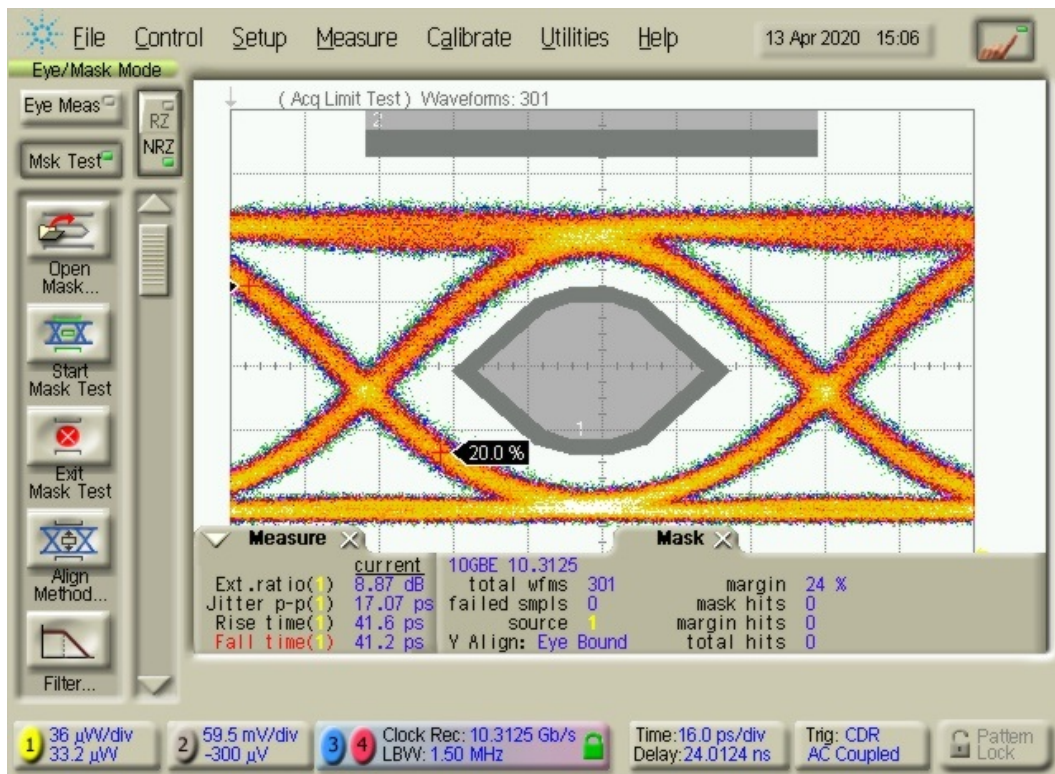 File Control Setup Measure Calibrate Utilities Help 13 Apr 2020 15:06
Eye/Mask Mode
Eye Meas
RZ
NRZ
Msk Test
(Acq Limit Test) Waveforms: 301
2
Open
Mask...
Start
Mask Test
Exit
Mask Test
Align
Method...
Filter...
1
20.0 %
Measure
current
Ext.ratio(1) 8.87 dB
Jitter p-p(1) 17.07 ps
Rise time(1) 41.6 ps
Fall time(1) 41.2 ps
Mask
10GBE 10.3125
total wfms 301 margin 24 %
failed smpls 0 mask hits 0
source 1 margin hits 0
Y Align: Eye Bound total hits 0
1 36 µW/div
33.2 µW
2 59.5 mV/div
-300 µV
3 4 Clock Rec: 10.3125 Gb/s
LBW: 1.50 MHz
Time:16.0 ps/div
Delay:24.0124 ns
Trig: CDR
AC Coupled
Pattern
Lock